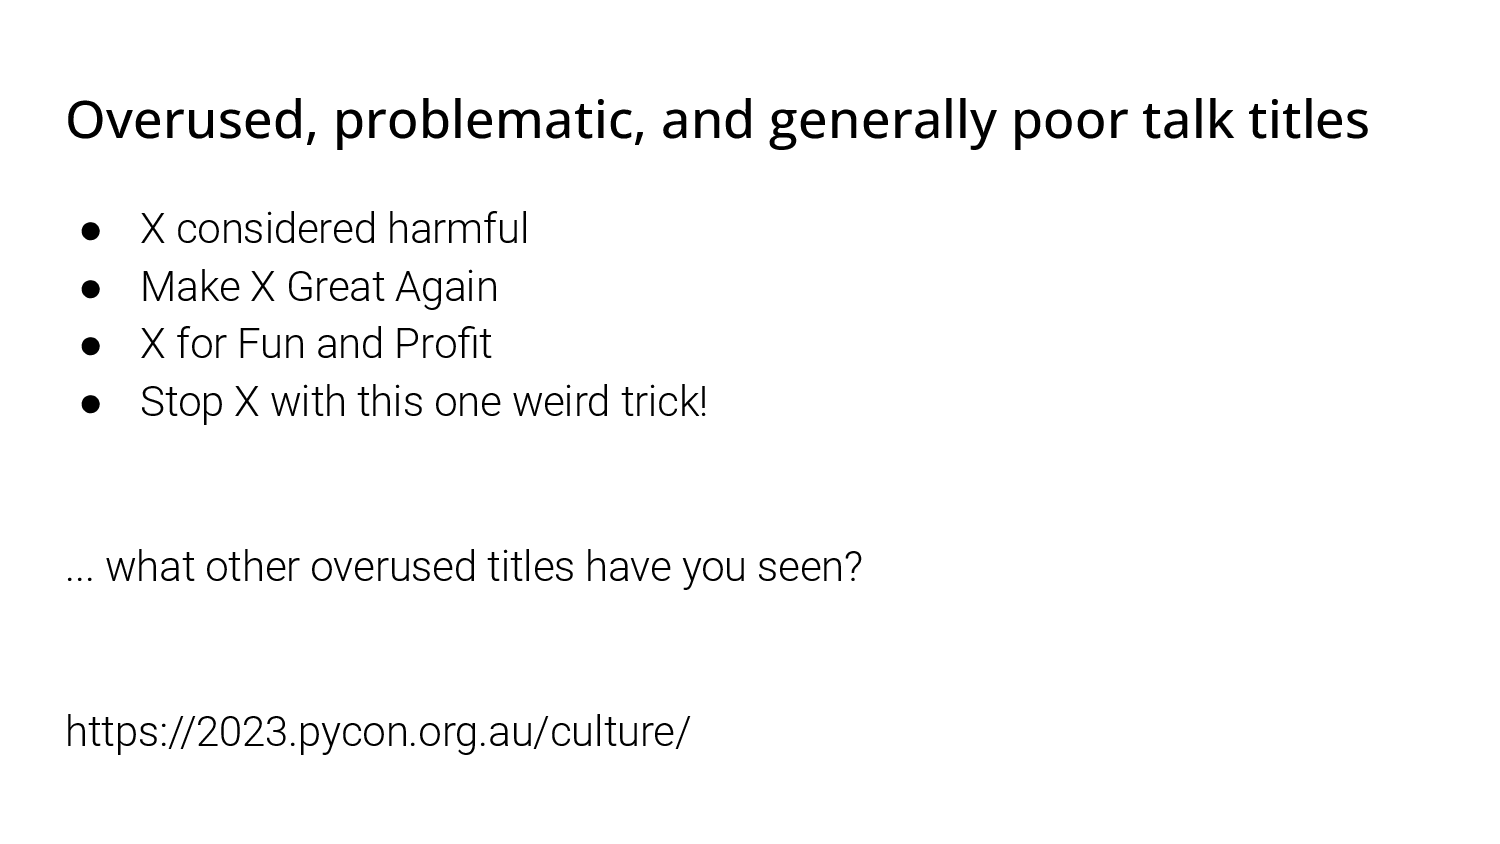 Overused, problematic, and generally poor talk titles
● X considered harmful
● Make X Great Again
● X for Fun and Profit
● Stop X with this one weird trick!
... what other overused titles have you seen?
https://2023.pycon.org.au/culture/